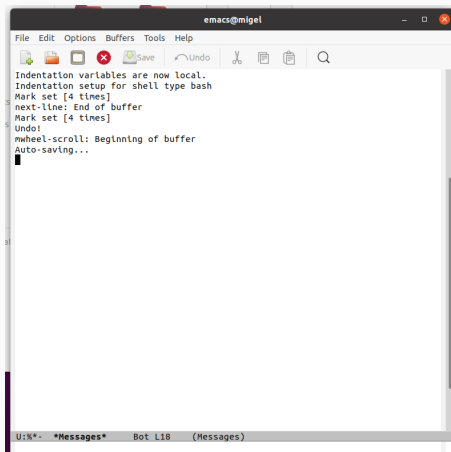 emacs@migel
File Edit Options Buffers Tools Help
Save Undo
Indentation variables are now local.
Indentation setup for shell type bash
Mark set [4 times]
next-line: End of buffer
Mark set [4 times]
Undo!
mwheel-scroll: Beginning of buffer
Auto-saving...
U:%*- *Messages* Bot L18 (Messages)